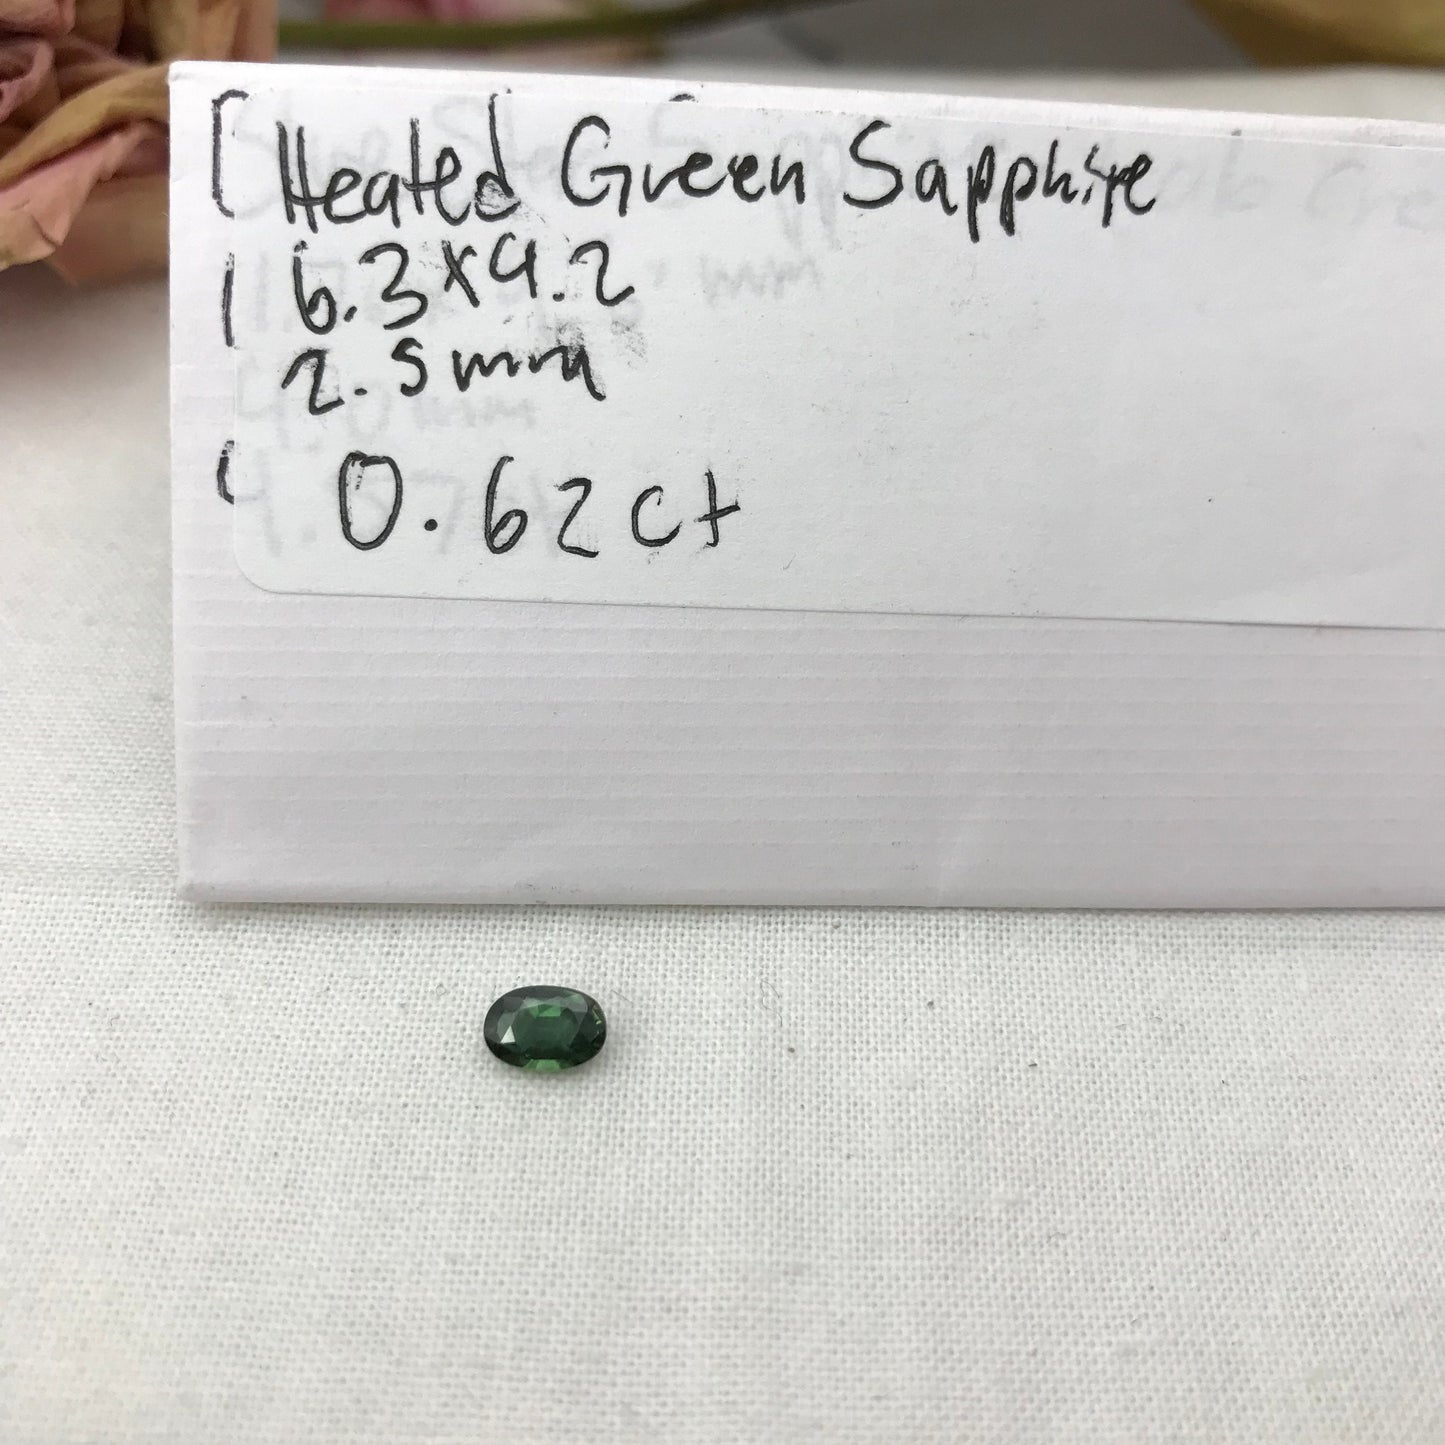 Heated Green Sapphire
6.3x4.2
2.5mm
0.62ct